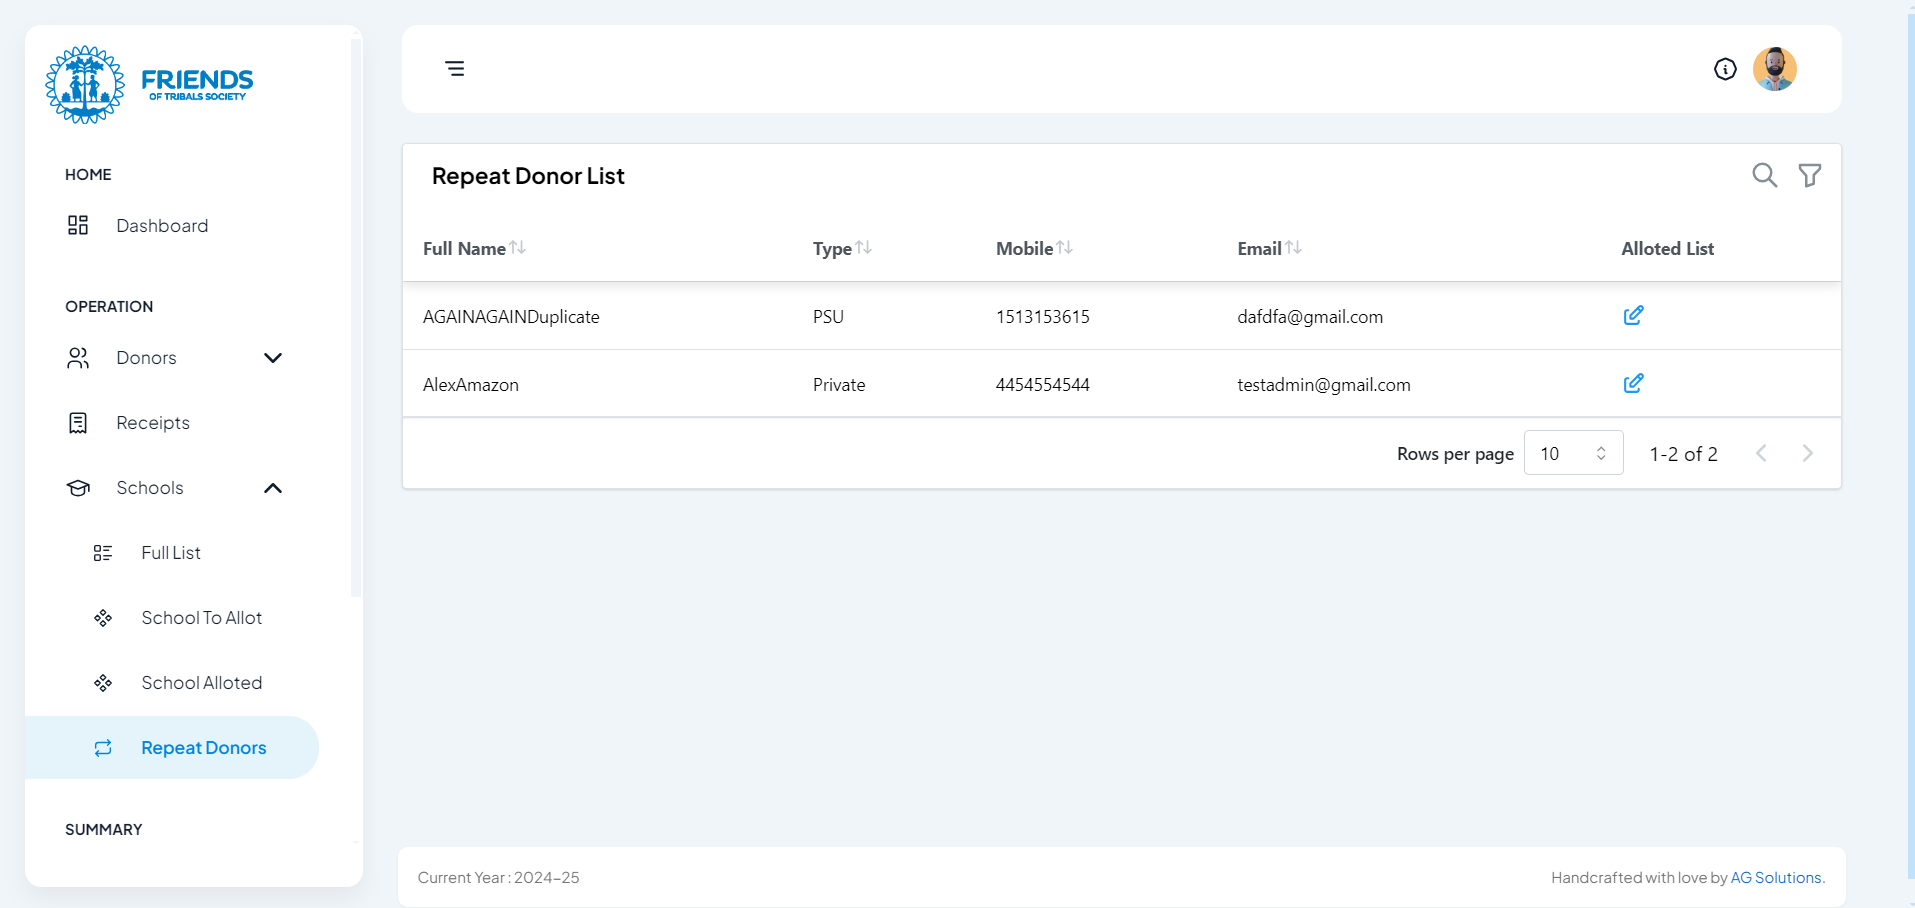 FRIENDS
OF TRIBALS SOCIETY
HOME
Dashboard
OPERATION
Donors
Receipts
Schools
Full List
School To Allot
School Alloted
Repeat Donors
SUMMARY
Repeat Donor List
Full Name Type Mobile Email Alloted List
AGAINAGAINDuplicate PSU 1513153615 dafdfa@gmail.com
AlexAmazon Private 4454554544 testadmin@gmail.com
Rows per page 10 1-2 of 2
Current Year : 2024-25 Handcrafted with love by AG Solutions.